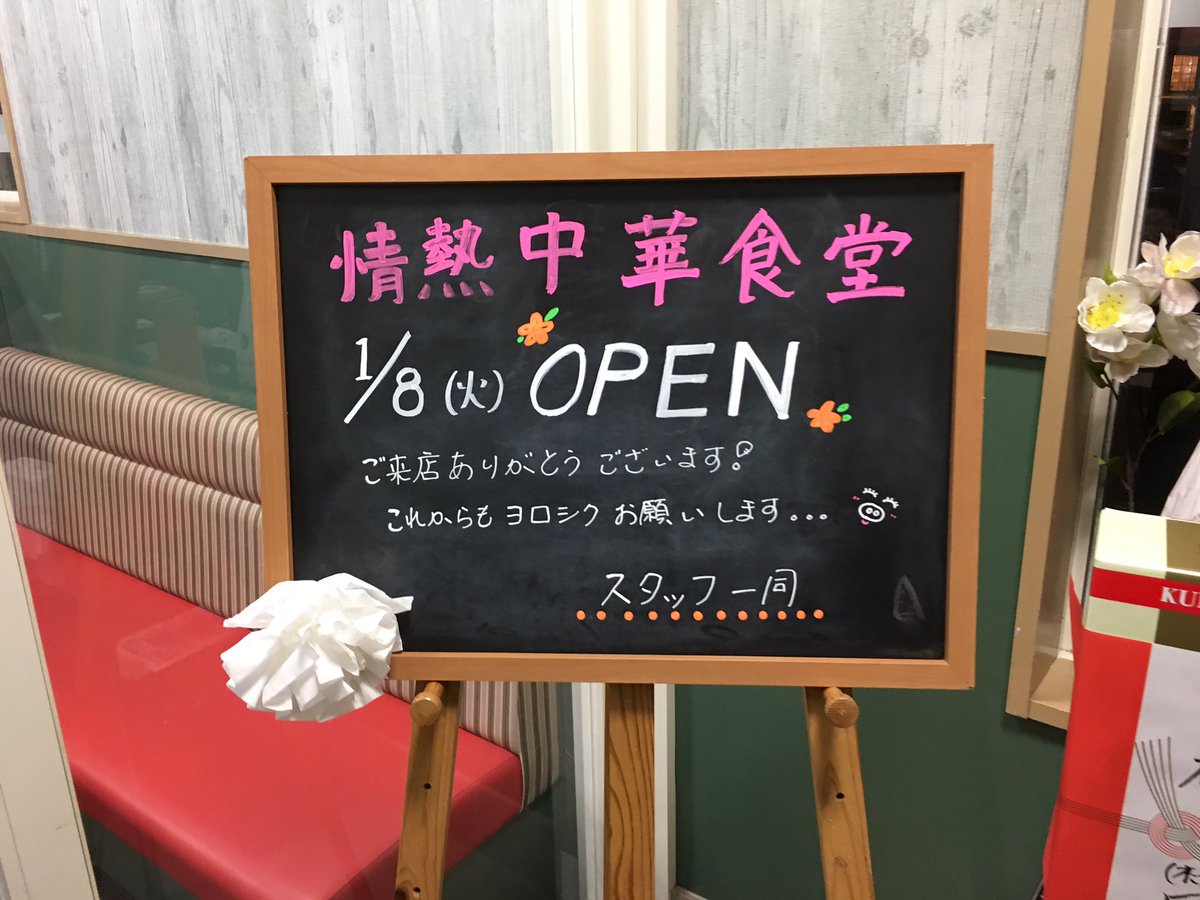 情熱中華食堂
1/8(火) OPEN
ご来店ありがとうございます!
これからもヨロシクお願いします...
スタッフ一同